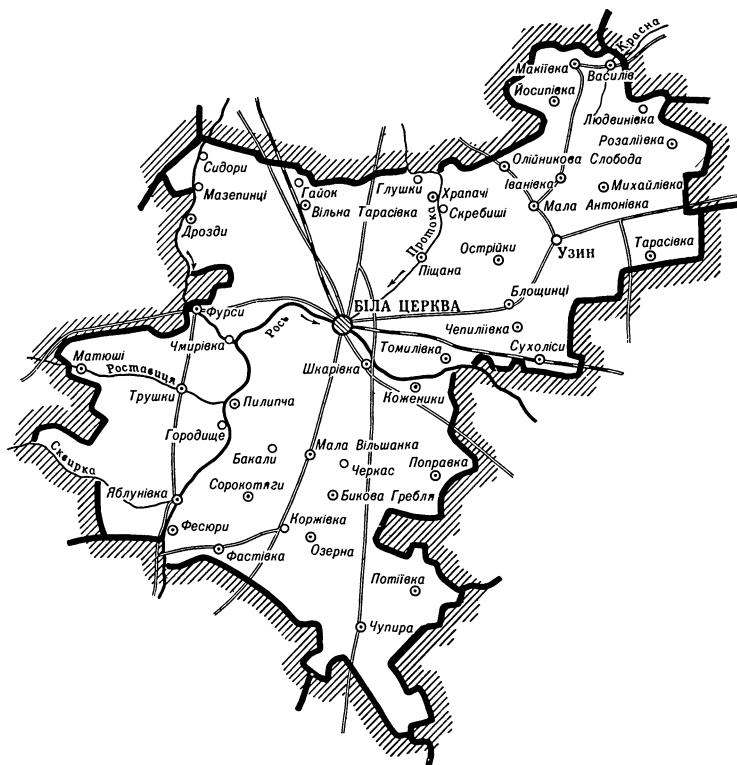 Красна
Макіївка
Василів
Йосипівка
Людвинівка
Розаліївка
Сидори
Олійникова
Слобода
Гайок
Глушки
Храпачі
Іванівка
Михайлівка
Мазепинці
Вільна Тарасівка
Скребиші
Мала
Антонівка
Дрозди
Протока
Острійки
Узин
Тарасівка
Піщана
Блощинці
БІЛА ЦЕРКВА
Фурси
Рось
Чепиліївка
Чмирівка
Томилівка
Сухоліси
Матюші
Роставиця
Шкарівка
Трушки
Пилипча
Коженики
Городище
Сквирка
Мала Вільшанка
Бакали
Черкас
Поправка
Яблунівка
Сорокотяги
Бикова Гребля
Фесюри
Коржівка
Озерна
Фастівка
Потіївка
Чупира